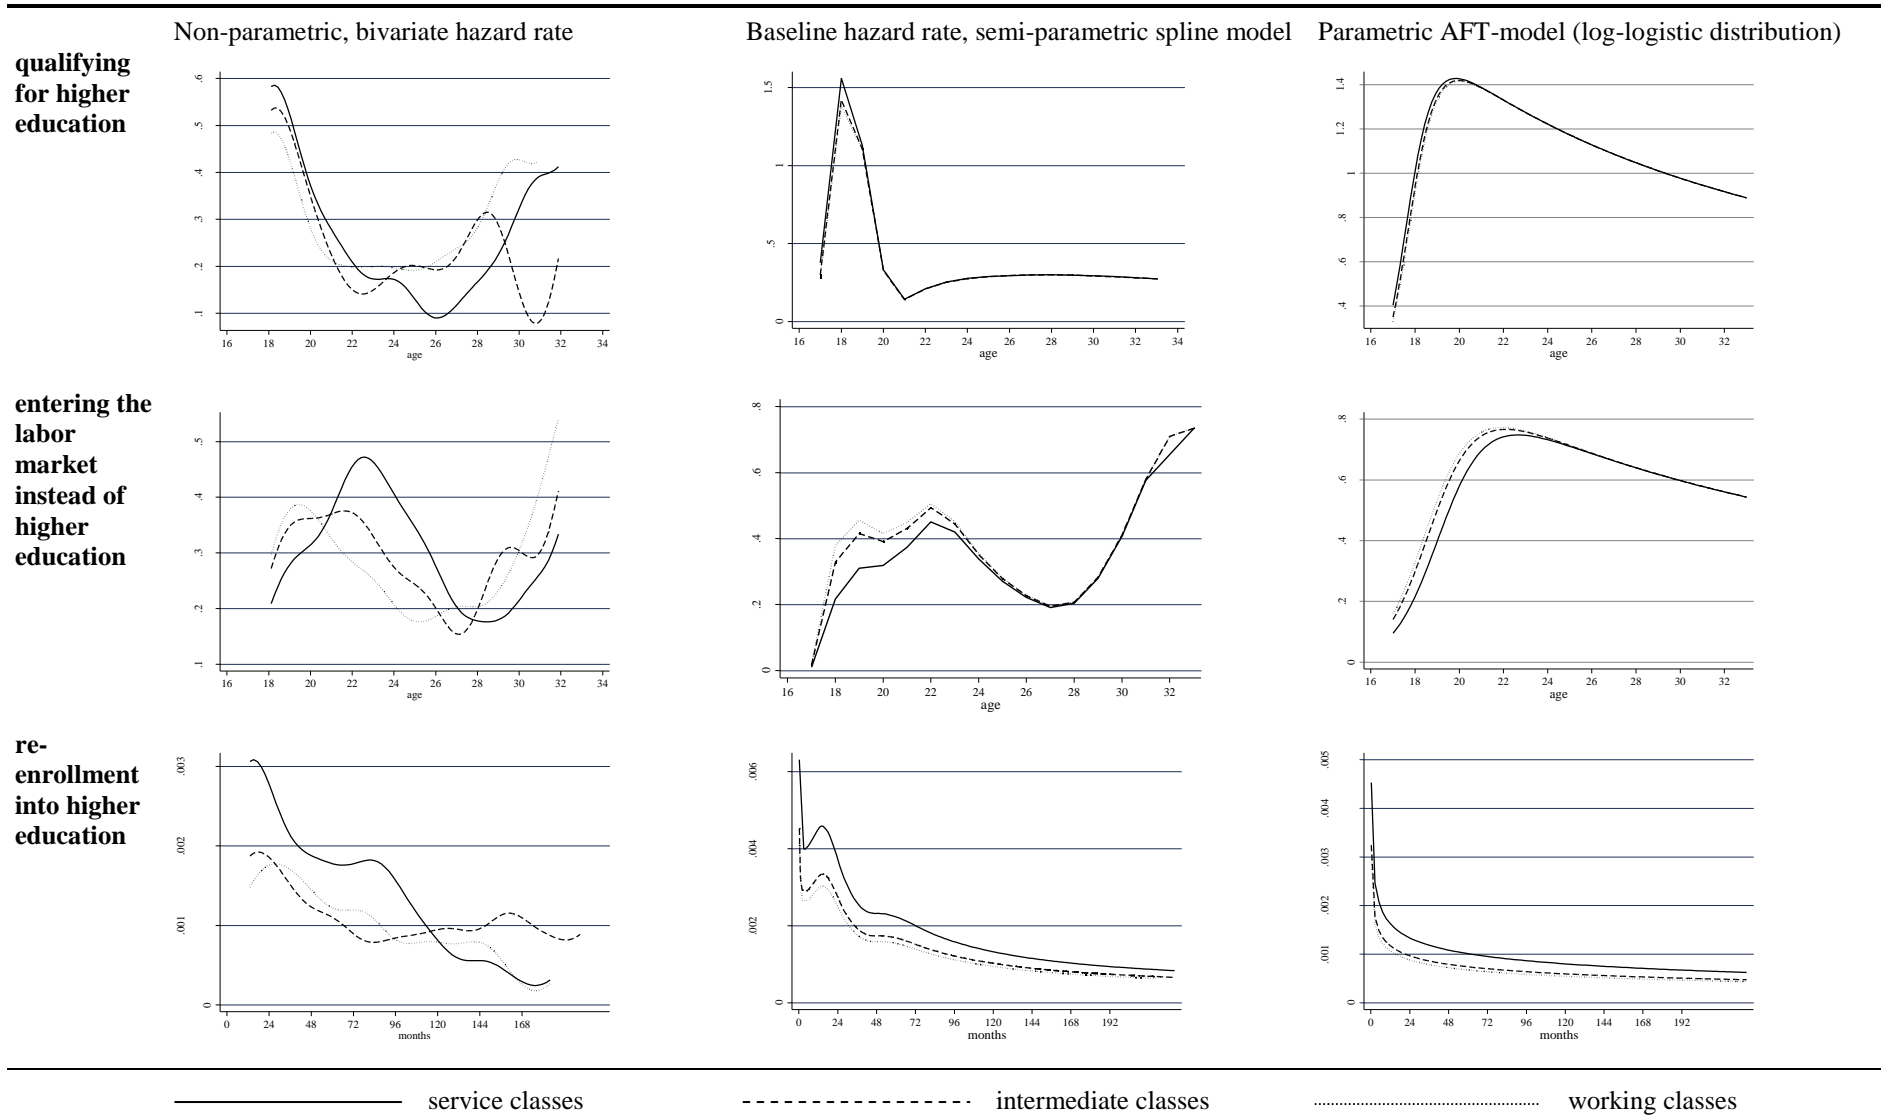 Non-parametric, bivariate hazard rate
Baseline hazard rate, semi-parametric spline model
Parametric AFT-model (log-logistic distribution)
qualifying
for higher
education
.6
.5
.4
.3
.2
.1
16 18 20 22 24 26 28 30 32 34
age
1.5
1
.5
0
16 18 20 22 24 26 28 30 32 34
age
1.4
1.2
1
.8
.6
.4
16 18 20 22 24 26 28 30 32
age
entering the
labor
market
instead of
higher
education
.5
.4
.3
.2
.1
16 18 20 22 24 26 28 30 32 34
age
.8
.6
.4
.2
0
16 18 20 22 24 26 28 30 32
age
.8
.6
.4
.2
0
16 18 20 22 24 26 28 30 32
age
re-
enrollment
into higher
education
.003
.002
.001
0
0 24 48 72 96 120 144 168
months
.006
.004
.002
0
0 24 48 72 96 120 144 168 192
months
.005
.004
.003
.002
.001
0
0 24 48 72 96 120 144 168 192
months
service classes
intermediate classes
working classes